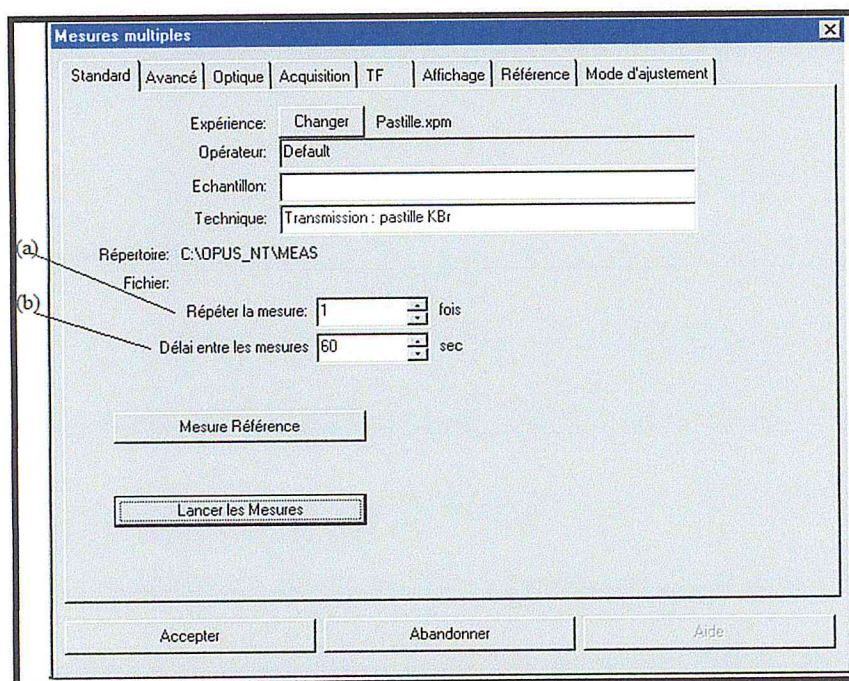 Mesures multiples
Standard Avancé Optique Acquisition TF Affichage Référence Mode d'ajustement
Expérience: Changer Pastille.xpm
Opérateur: Default
Echantillon:
Technique: Transmission : pastille KBr
(a)
Répertoire: C:\OPUS_NT\MEAS
Fichier:
(b)
Répéter la mesure: 1 fois
Délai entre les mesures 60 sec
Mesure Référence
Lancer les Mesures
Accepter Abandonner Aide